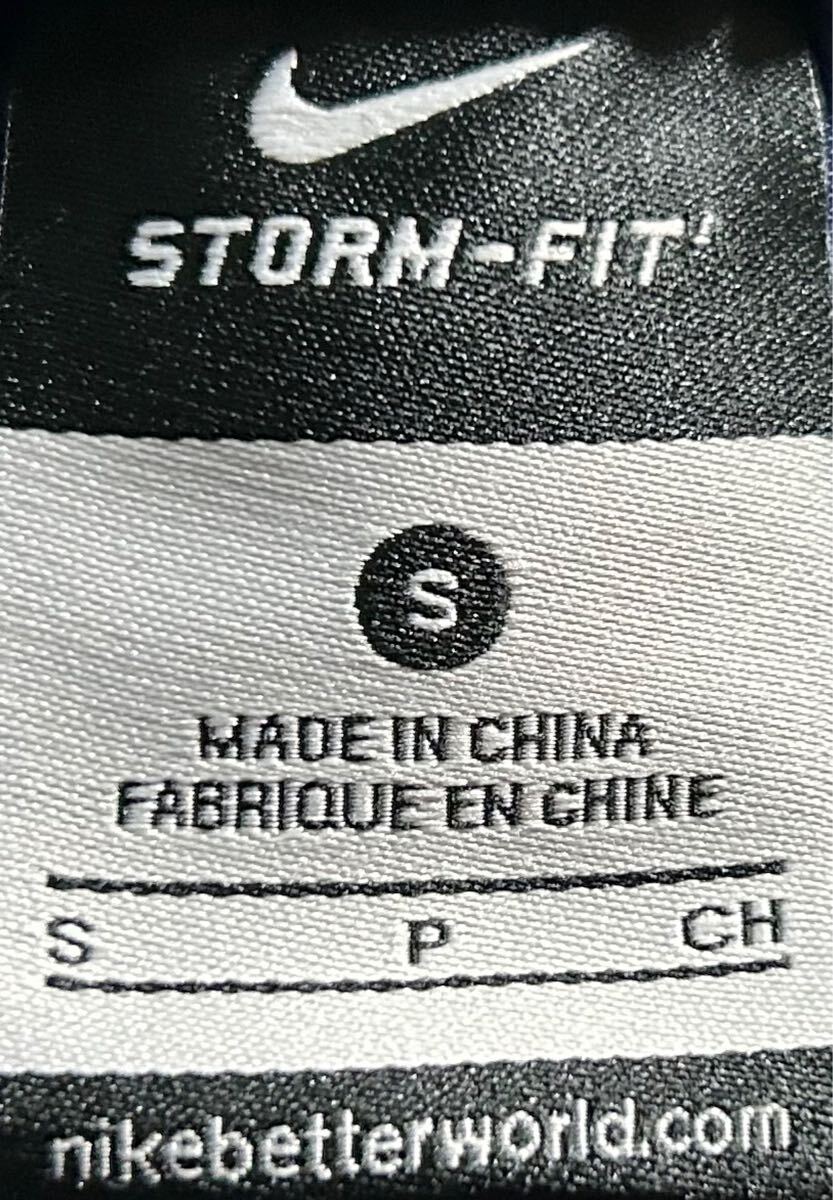 STORM-FIT
S
MADE IN CHINA
FABRIQUE EN CHINE
S P CH
nikebetterworld.com